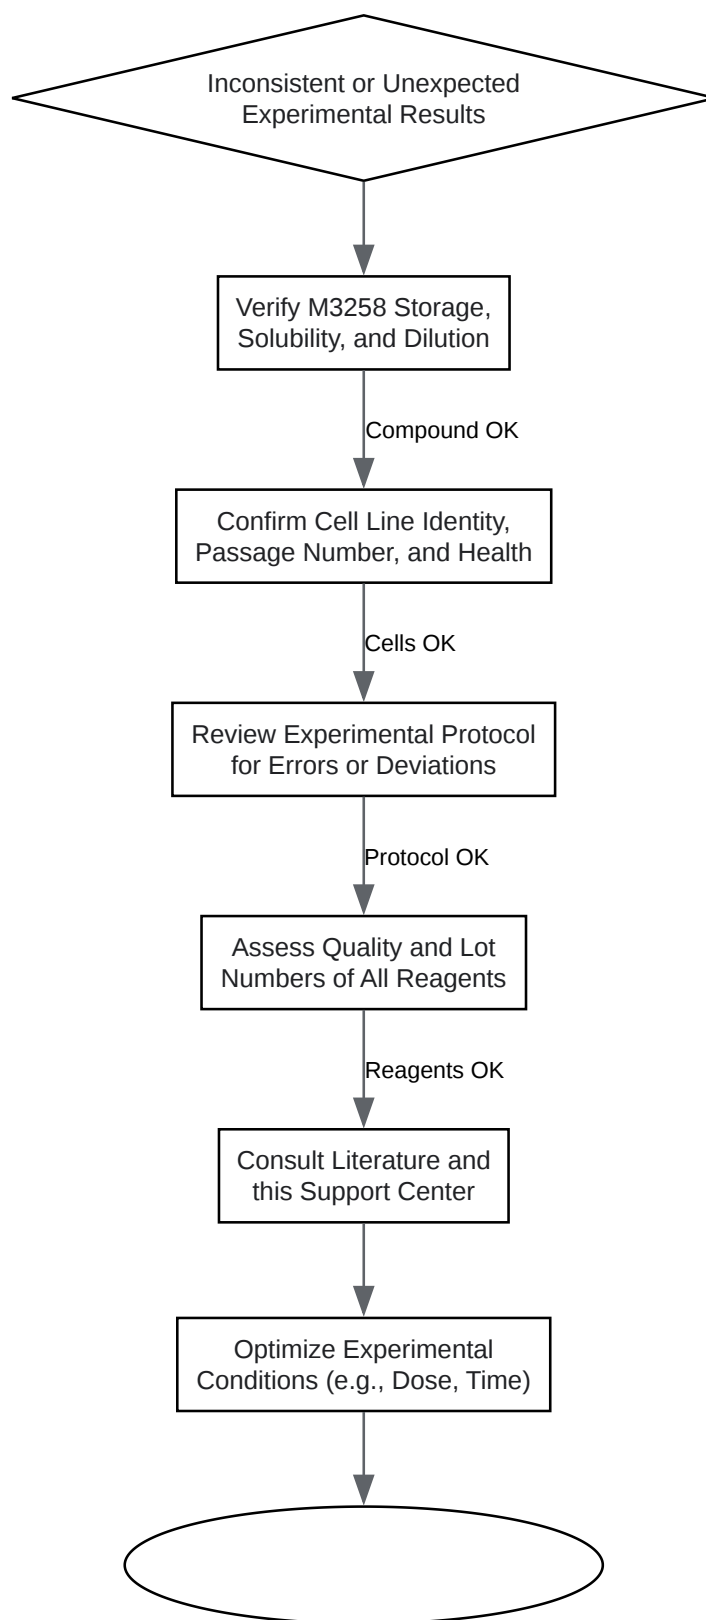 Inconsistent or Unexpected
Experimental Results
Verify M3258 Storage,
Solubility, and Dilution
Compound OK
Confirm Cell Line Identity,
Passage Number, and Health
Cells OK
Review Experimental Protocol
for Errors or Deviations
Protocol OK
Assess Quality and Lot
Numbers of All Reagents
Reagents OK
Consult Literature and
this Support Center
Optimize Experimental
Conditions (e.g., Dose, Time)